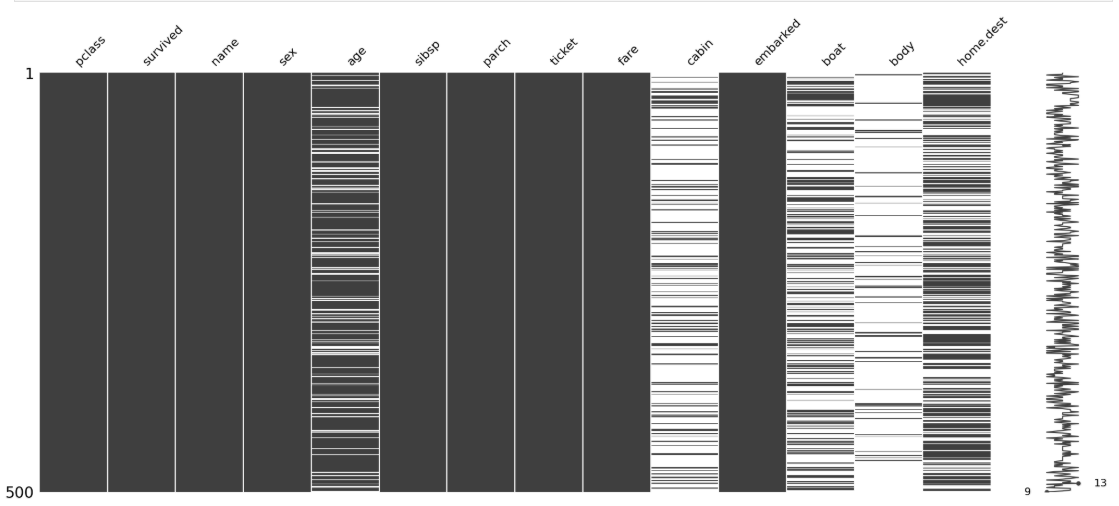 pclass survived name sex age sibsp parch ticket fare cabin embarked boat body home.dest
1
13
500
9